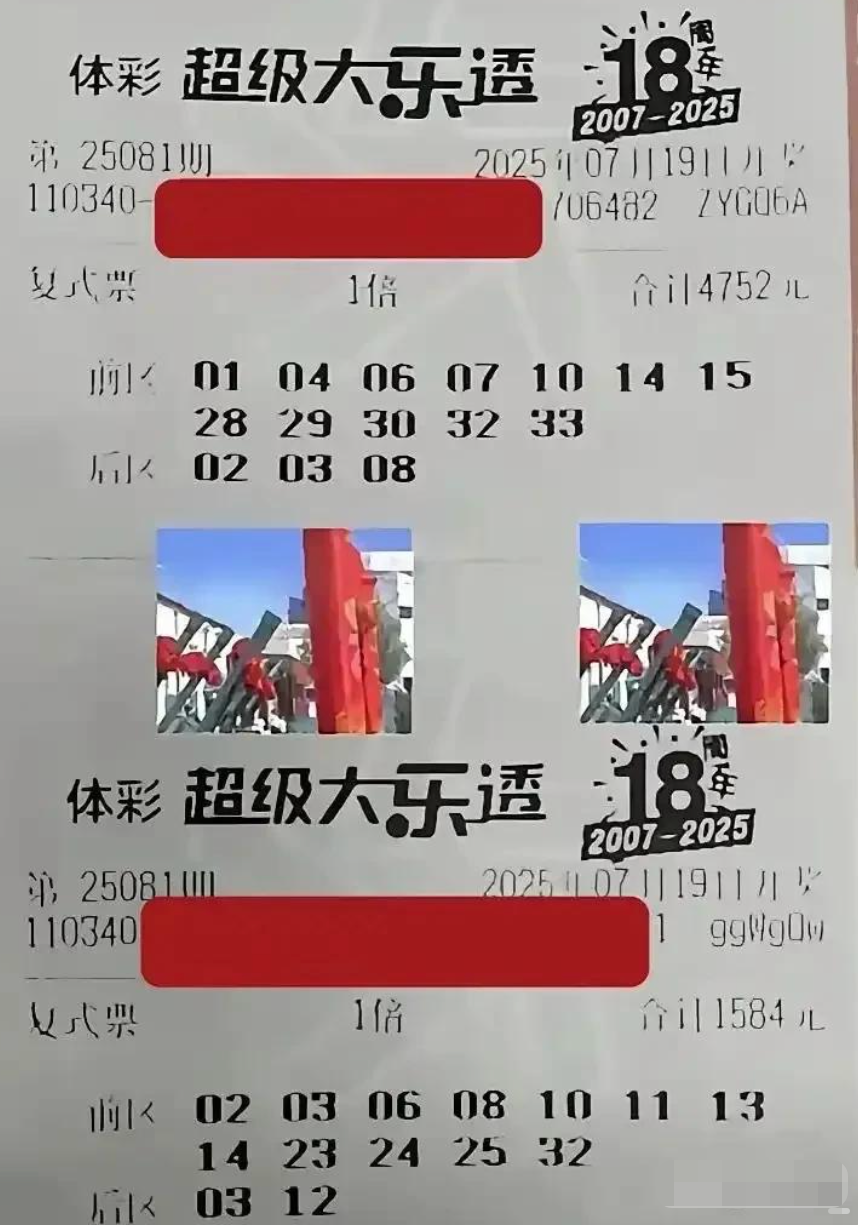 体彩 超级大乐透 18周年
2007-2025
第 25081期 2025年07月19日开奖
110340- 706482 ZYG06A
复式票 1倍 合计4752元
前区 01 04 06 07 10 14 15
28 29 30 32 33
后区 02 03 08
体彩 超级大乐透 18周年
2007-2025
第 25081期 2025年07月19日开奖
110340 1 ggWgOw
复式票 1倍 合计1584元
前区 02 03 06 08 10 11 13
14 23 24 25 32
后区 03 12